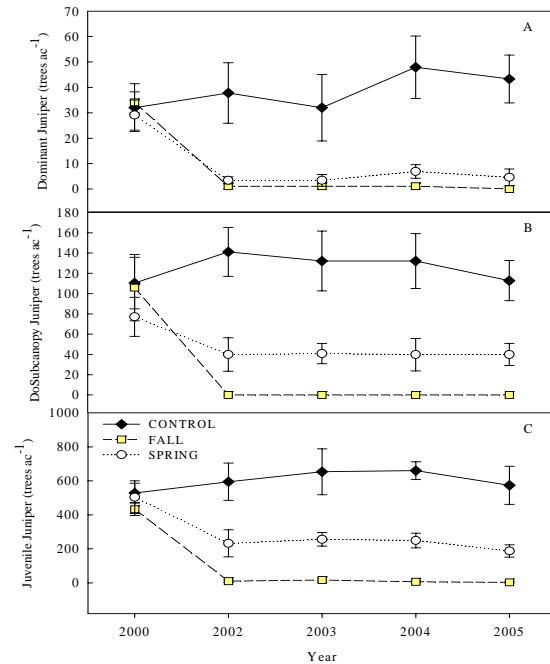 A
Dominant Juniper (trees ac-1)
70
60
50
40
30
20
10
0
B
DoSubcanopy Juniper (trees ac-1)
180
160
140
120
100
80
60
40
20
0
C
Juvenile Juniper (trees ac-1)
1000
800
600
400
200
0
CONTROL
FALL
SPRING
2000 2002 2003 2004 2005
Year